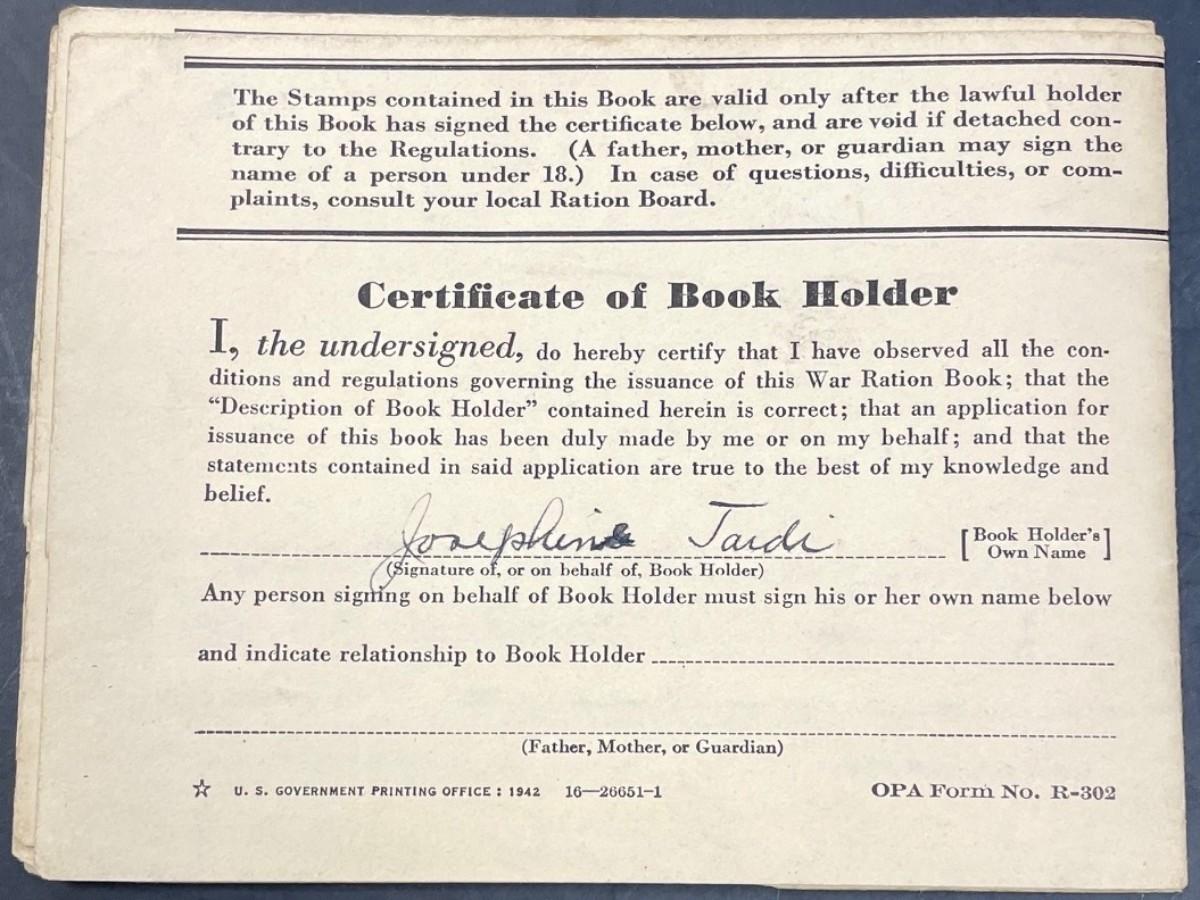 The Stamps contained in this Book are valid only after the lawful holder
of this Book has signed the certificate below, and are void if detached con-
trary to the Regulations. (A father, mother, or guardian may sign the
name of a person under 18.) In case of questions, difficulties, or com-
plaints, consult your local Ration Board.
Certificate of Book Holder
I, the undersigned, do hereby certify that I have observed all the con-
ditions and regulations governing the issuance of this War Ration Book; that the
“Description of Book Holder” contained herein is correct; that an application for
issuance of this book has been duly made by me or on my behalf; and that the
statements contained in said application are true to the best of my knowledge and
belief.
Josephine Tardi [Book Holder's
Own Name]
(Signature of, or on behalf of, Book Holder)
Any person signing on behalf of Book Holder must sign his or her own name below
and indicate relationship to Book Holder
(Father, Mother, or Guardian)
☆ U. S. GOVERNMENT PRINTING OFFICE : 1942 16—26651-1 OPA Form No. R-302